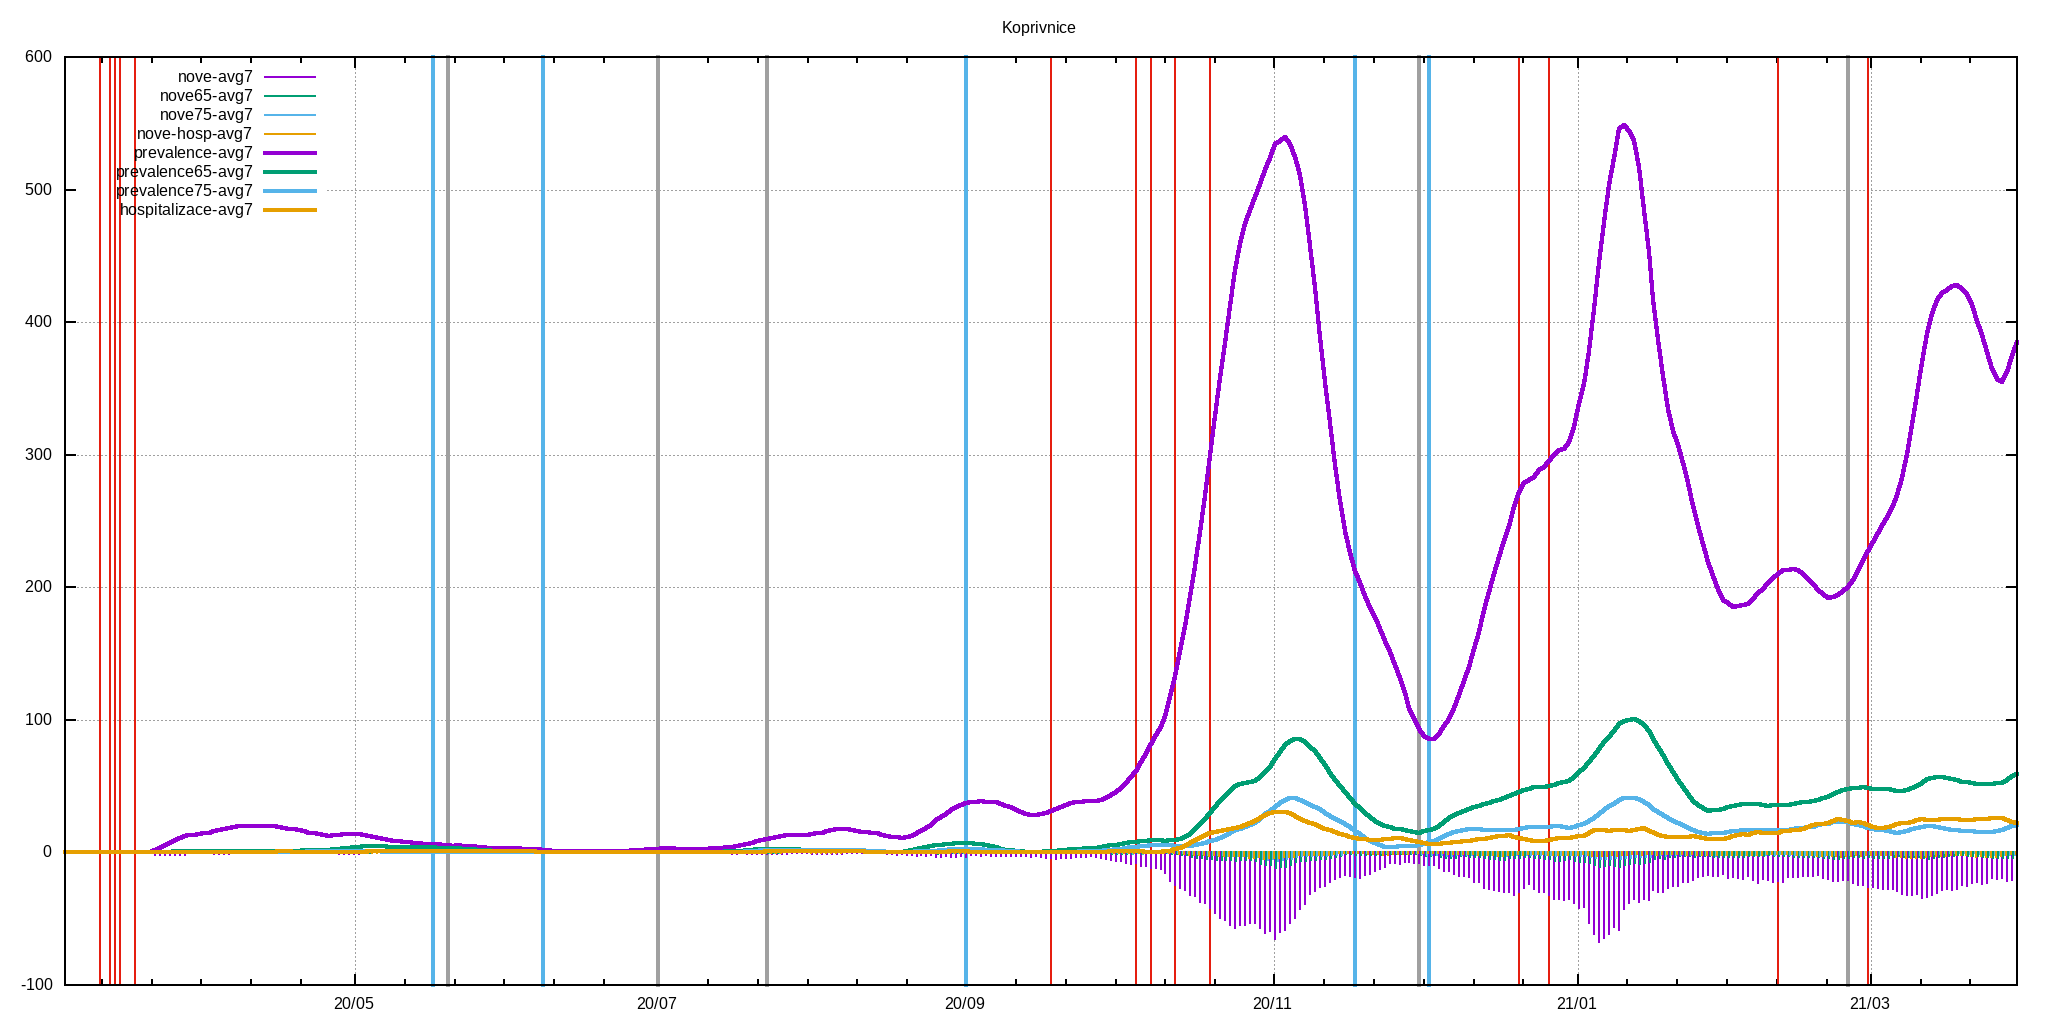 Koprivnice
600
500
400
300
200
100
0
-100
nove-avg7
nove65-avg7
nove75-avg7
nove-hosp-avg7
prevalence-avg7
prevalence65-avg7
prevalence75-avg7
hospitalizace-avg7
20/05 20/07 20/09 20/11 21/01 21/03